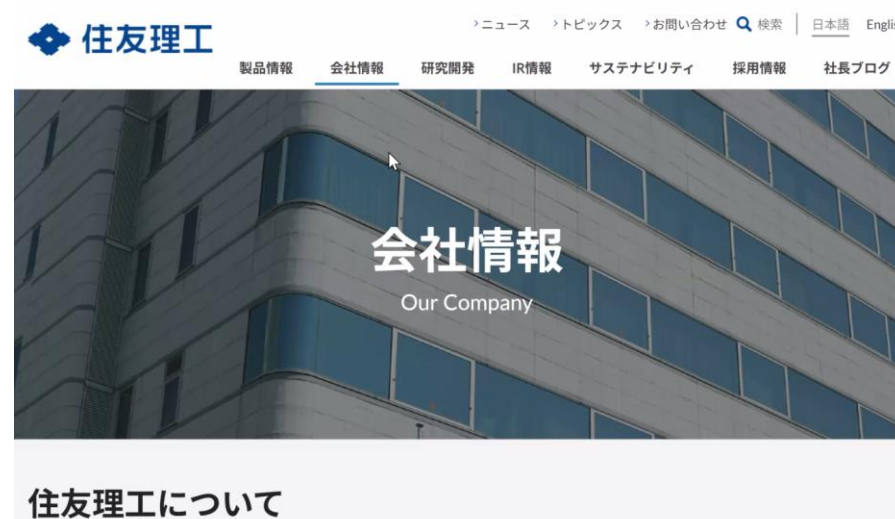 住友理工
ニュース トピックス お問い合わせ 検索 日本語
製品情報 会社情報 研究開発 IR情報 サステナビリティ 採用情報 社長ブログ
会社情報
Our Company
住友理工について